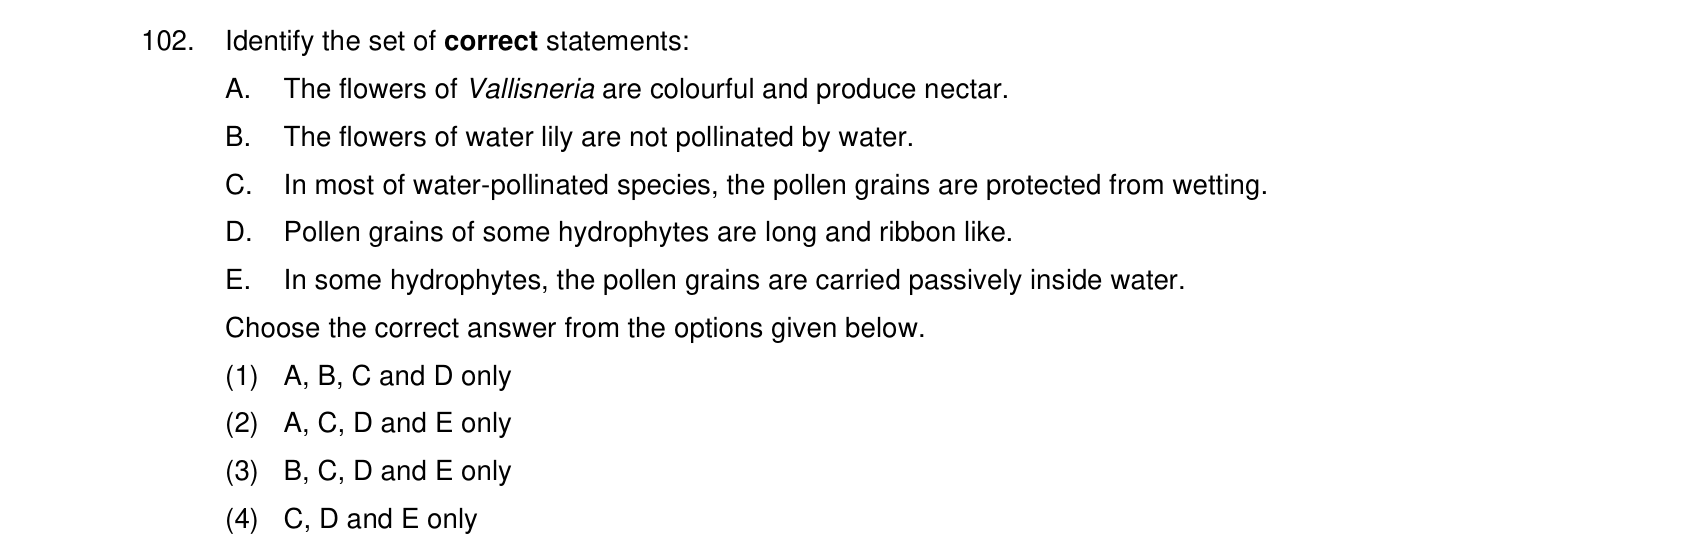 102. Identify the set of correct statements:
A. The flowers of Vallisneria are colourful and produce nectar.
B. The flowers of water lily are not pollinated by water.
C. In most of water-pollinated species, the pollen grains are protected from wetting.
D. Pollen grains of some hydrophytes are long and ribbon like.
E. In some hydrophytes, the pollen grains are carried passively inside water.
Choose the correct answer from the options given below.
(1) A, B, C and D only
(2) A, C, D and E only
(3) B, C, D and E only
(4) C, D and E only